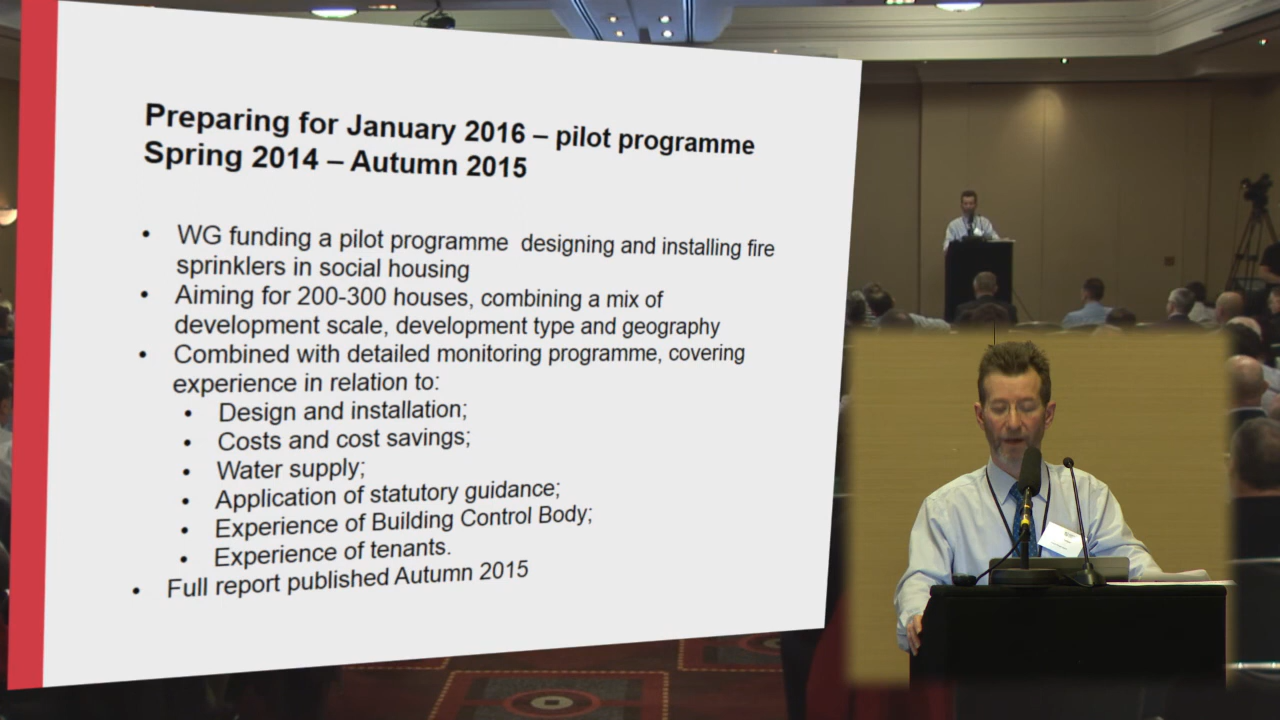 Preparing for January 2016 – pilot programme
Spring 2014 – Autumn 2015
• WG funding a pilot programme designing and installing fire
sprinklers in social housing
• Aiming for 200-300 houses, combining a mix of
development scale, development type and geography
• Combined with detailed monitoring programme, covering
experience in relation to:
• Design and installation;
• Costs and cost savings;
• Water supply;
• Application of statutory guidance;
• Experience of Building Control Body;
• Experience of tenants.
• Full report published Autumn 2015